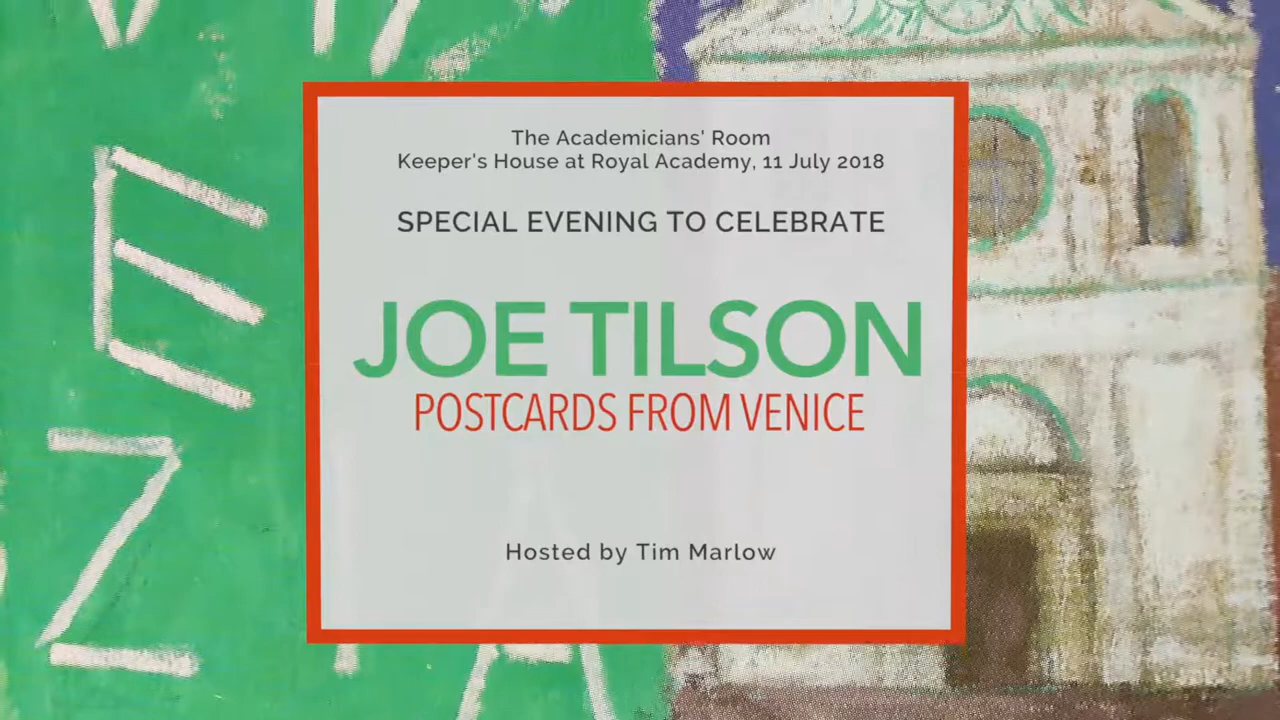 The Academicians' Room
Keeper's House at Royal Academy, 11 July 2018
SPECIAL EVENING TO CELEBRATE
JOE TILSON
POSTCARDS FROM VENICE
Hosted by Tim Marlow